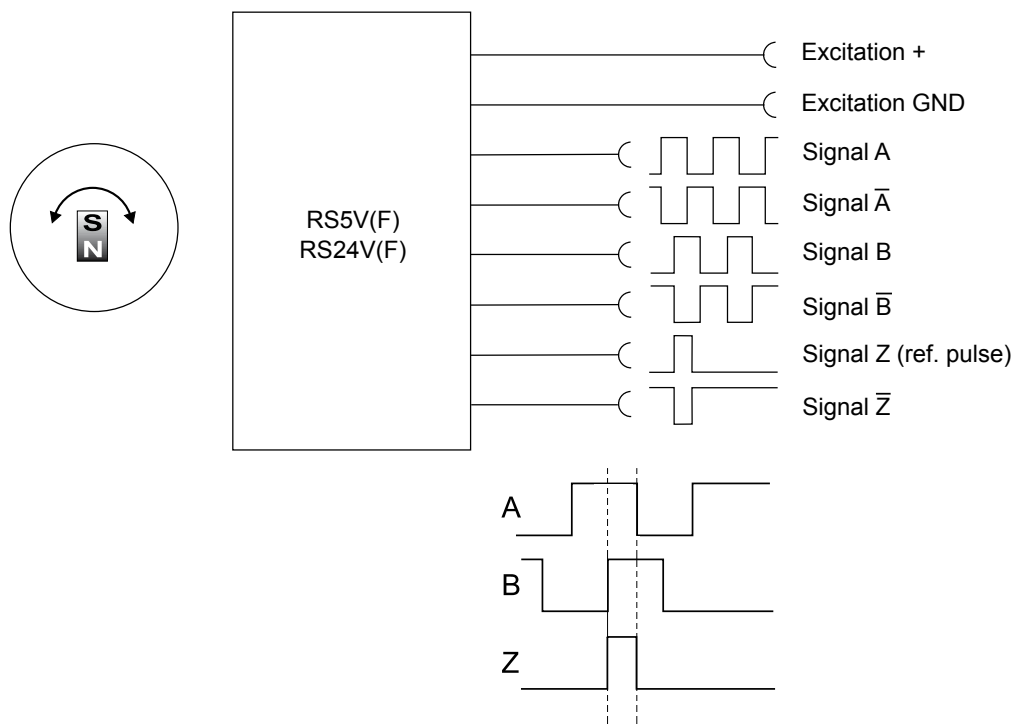 Excitation +
Excitation GND
Signal A
Signal A̅
Signal B
Signal B̅
Signal Z (ref. pulse)
Signal Z̅
S
N
RS5V(F)
RS24V(F)
A
B
Z